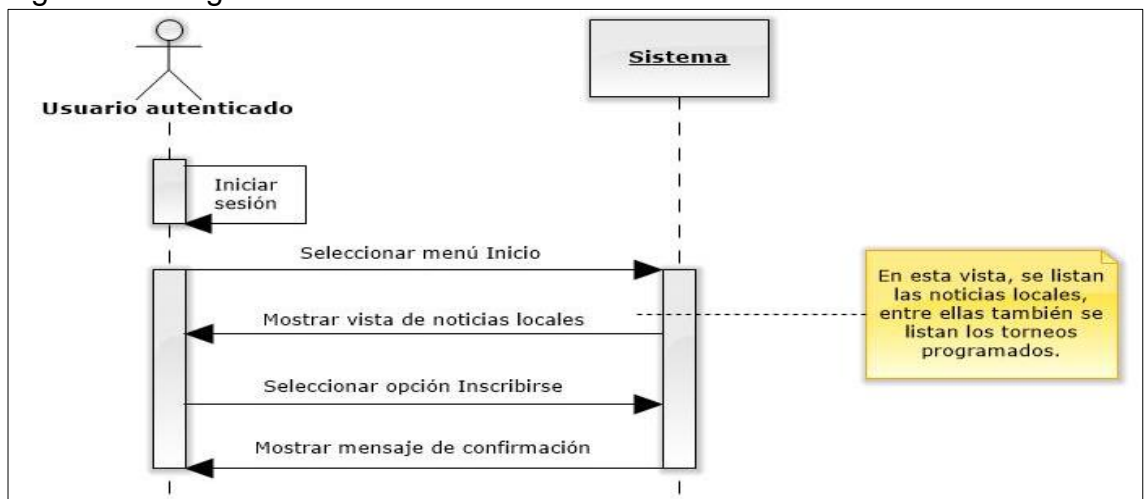 Sistema
Usuario autenticado
Iniciar
sesión
Seleccionar menú Inicio
En esta vista, se listan
las noticias locales,
entre ellas también se
listan los torneos
programados.
Mostrar vista de noticias locales
Seleccionar opción Inscribirse
Mostrar mensaje de confirmación